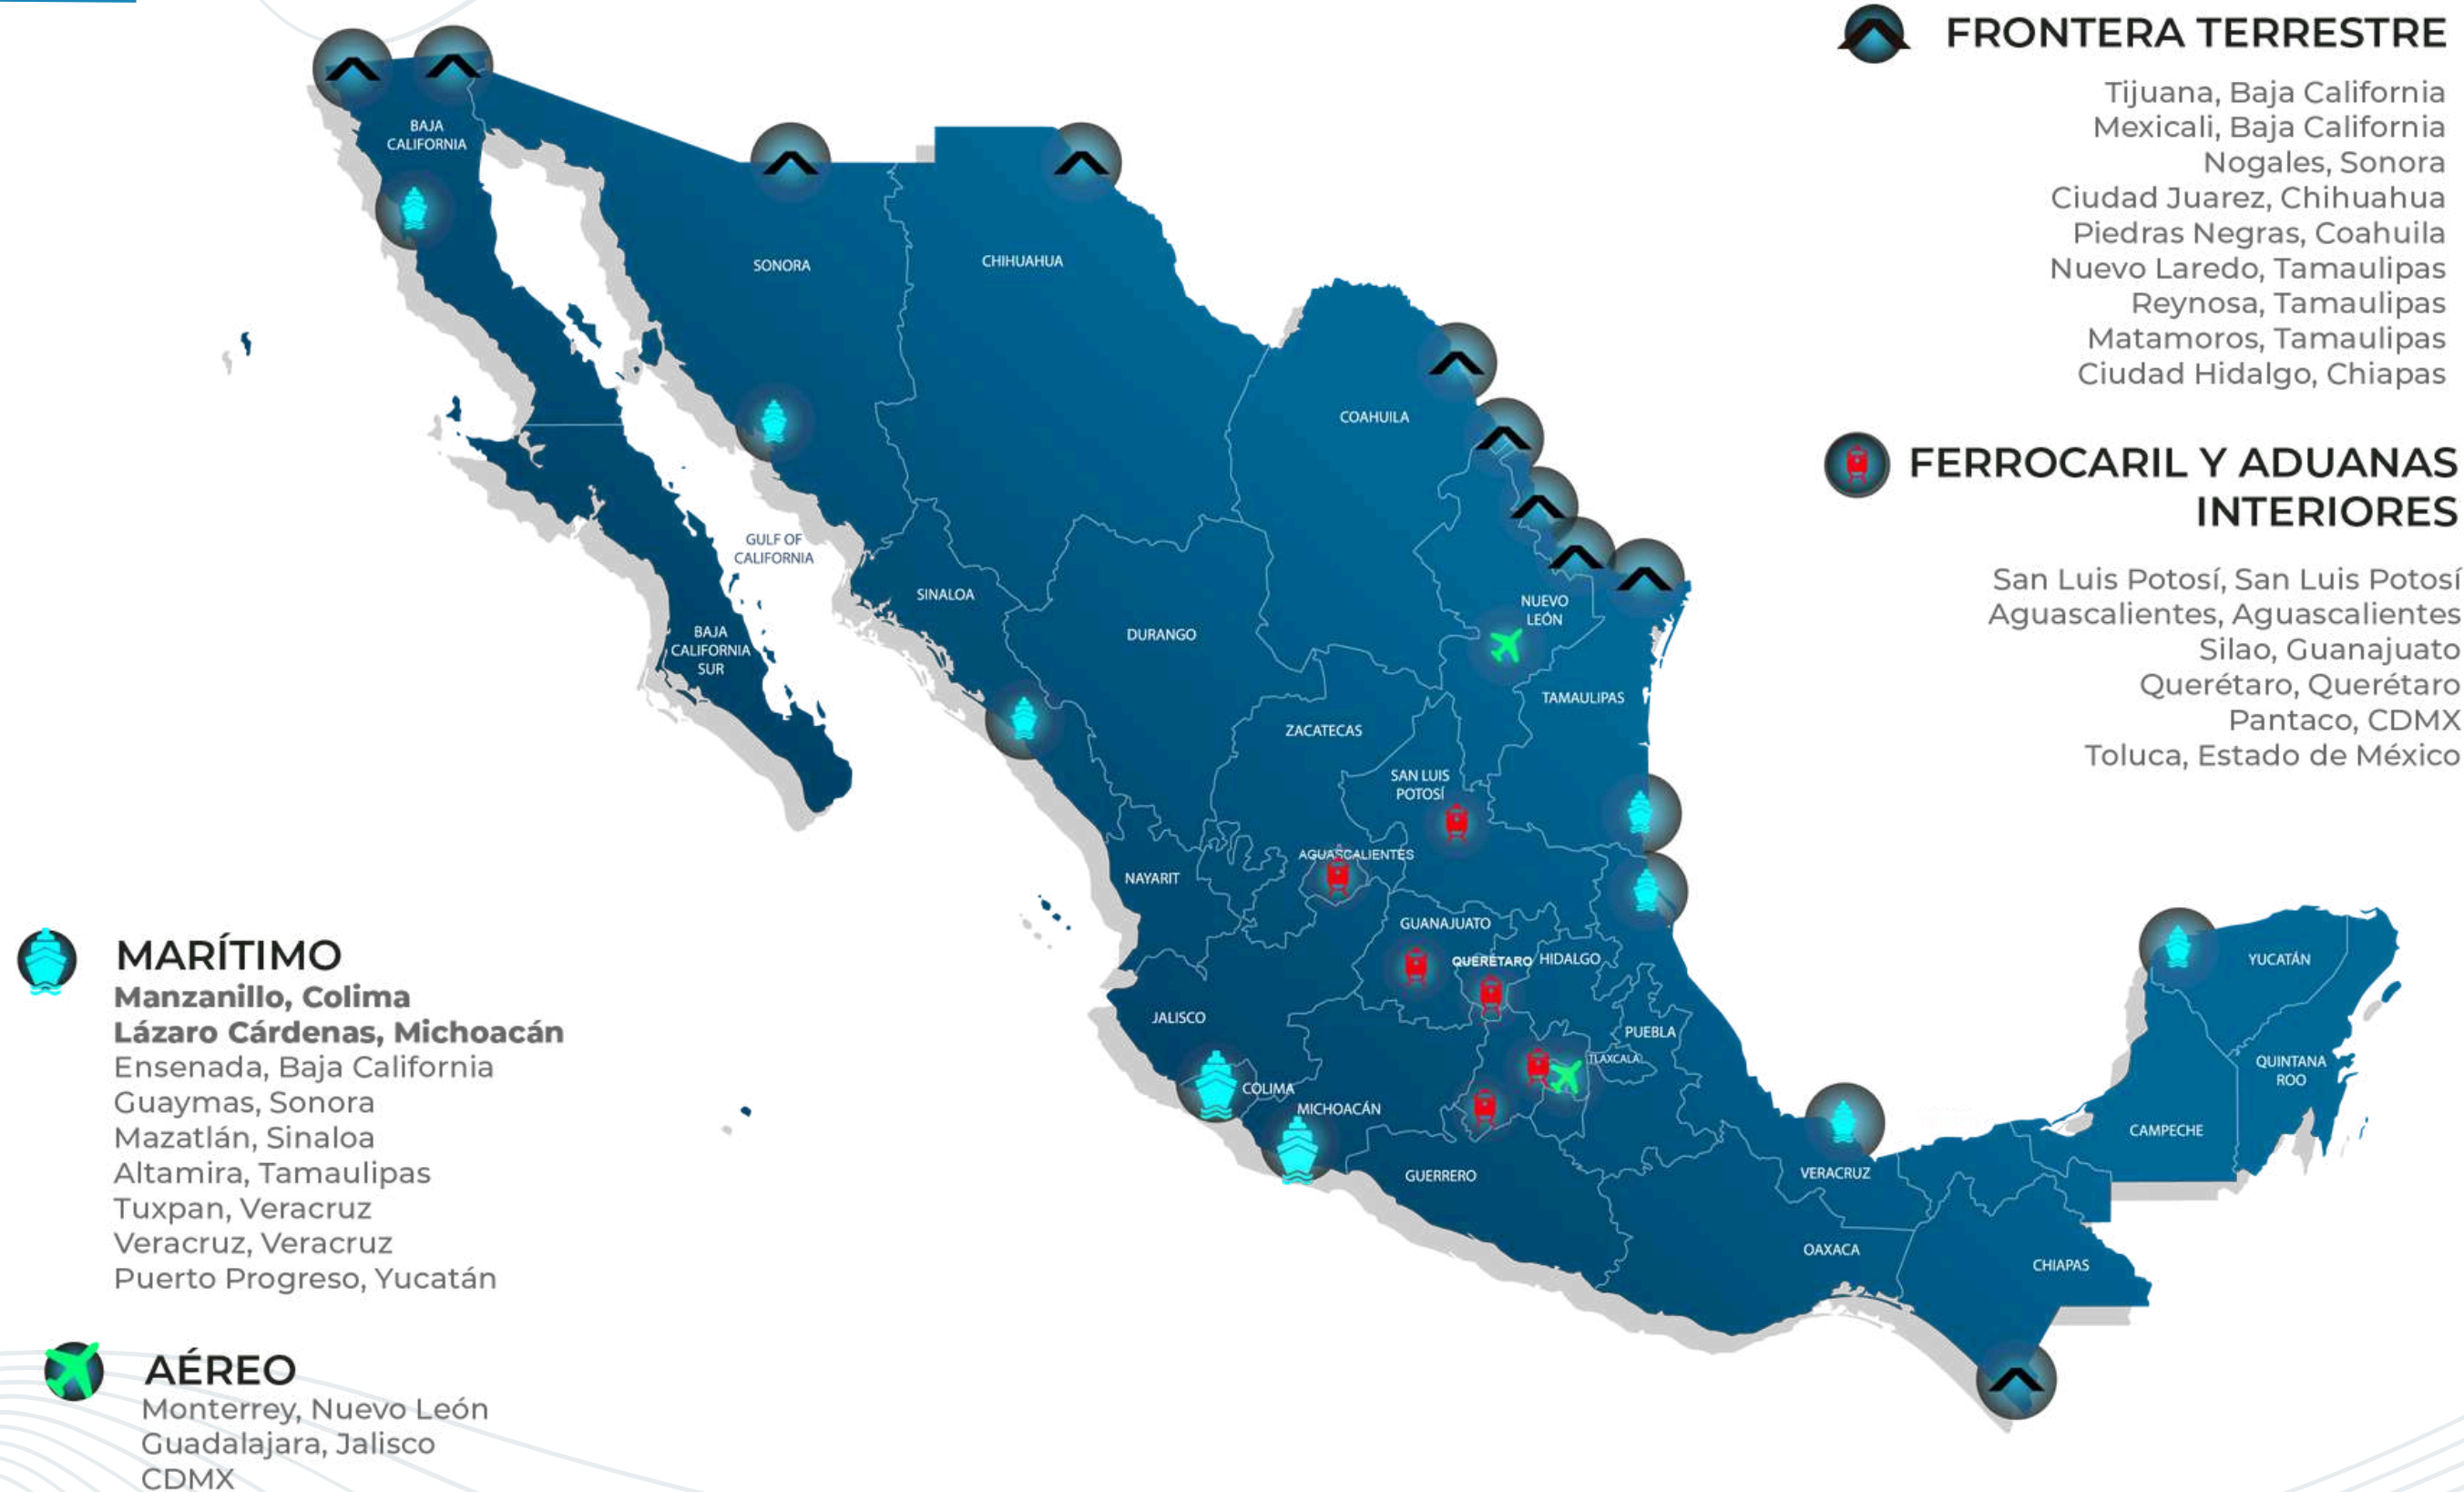 FRONTERA TERRESTRE
Tijuana, Baja California
Mexicali, Baja California
Nogales, Sonora
Ciudad Juarez, Chihuahua
Piedras Negras, Coahuila
Nuevo Laredo, Tamaulipas
Reynosa, Tamaulipas
Matamoros, Tamaulipas
Ciudad Hidalgo, Chiapas
FERROCARIL Y ADUANAS
INTERIORES
San Luis Potosí, San Luis Potosí
Aguascalientes, Aguascalientes
Silao, Guanajuato
Querétaro, Querétaro
Pantaco, CDMX
Toluca, Estado de México
MARÍTIMO
Manzanillo, Colima
Lázaro Cárdenas, Michoacán
Ensenada, Baja California
Guaymas, Sonora
Mazatlán, Sinaloa
Altamira, Tamaulipas
Tuxpan, Veracruz
Veracruz, Veracruz
Puerto Progreso, Yucatán
AÉREO
Monterrey, Nuevo León
Guadalajara, Jalisco
CDMX
BAJA
CALIFORNIA
SONORA
CHIHUAHUA
COAHUILA
GULF OF
CALIFORNIA
SINALOA
BAJA
CALIFORNIA
SUR
DURANGO
NUEVO
LEÓN
TAMAULIPAS
ZACATECAS
SAN LUIS
POTOSÍ
AGUASCALIENTES
NAYARIT
GUANAJUATO
QUERÉTARO
HIDALGO
JALISCO
PUEBLA
TLAXCALA
COLIMA
MICHOACÁN
GUERRERO
VERACRUZ
OAXACA
CHIAPAS
CAMPECHE
YUCATÁN
QUINTANA
ROO